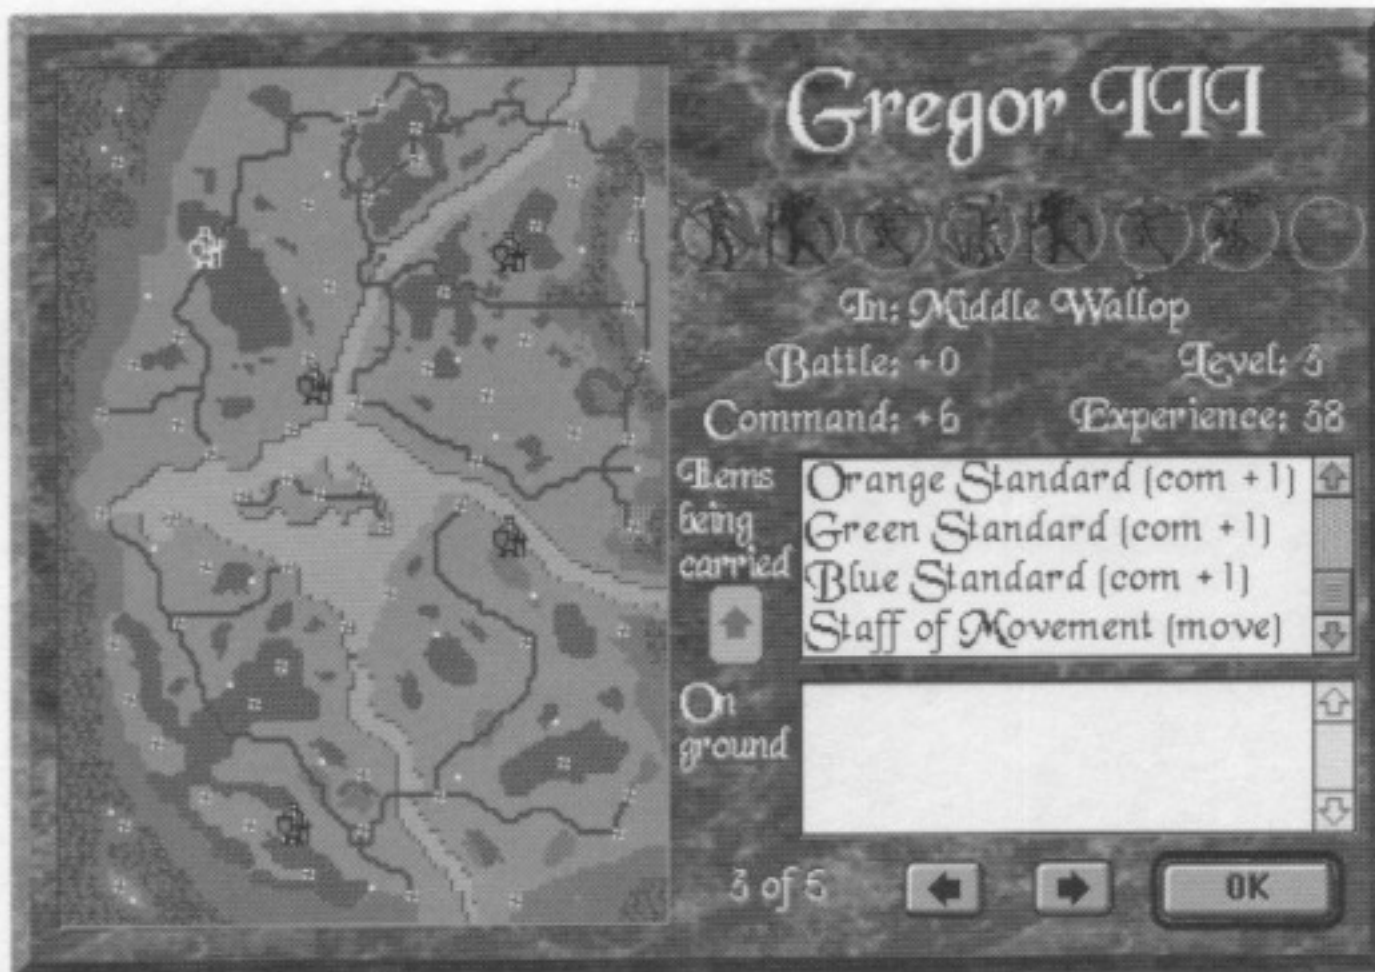 Gregor III
In: Middle Wallop
Battle: +0
Level: 3
Command: +6
Experience: 38
Items
being
carried
Orange Standard (com +1)
Green Standard (com +1)
Blue Standard (com +1)
Staff of Movement (move)
On
ground
3 of 5
OK